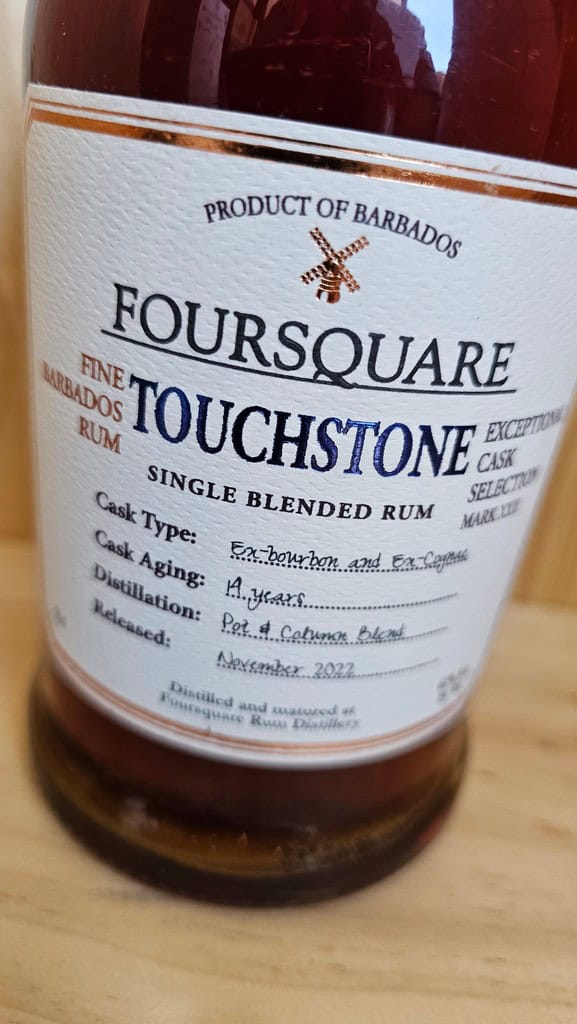 PRODUCT OF BARBADOS
FOURSQUARE
FINE
BARBADOS
RUM
TOUCHSTONE
EXCEPTIONAL
CASK
SELECTION
MARK XXII
SINGLE BLENDED RUM
Cask Type: Ex-bourbon and Ex-Cognac
Cask Aging: 14 years
Distillation: Pot & Column Blend
Released: November 2022
Distilled and matured at
Foursquare Rum Distillery